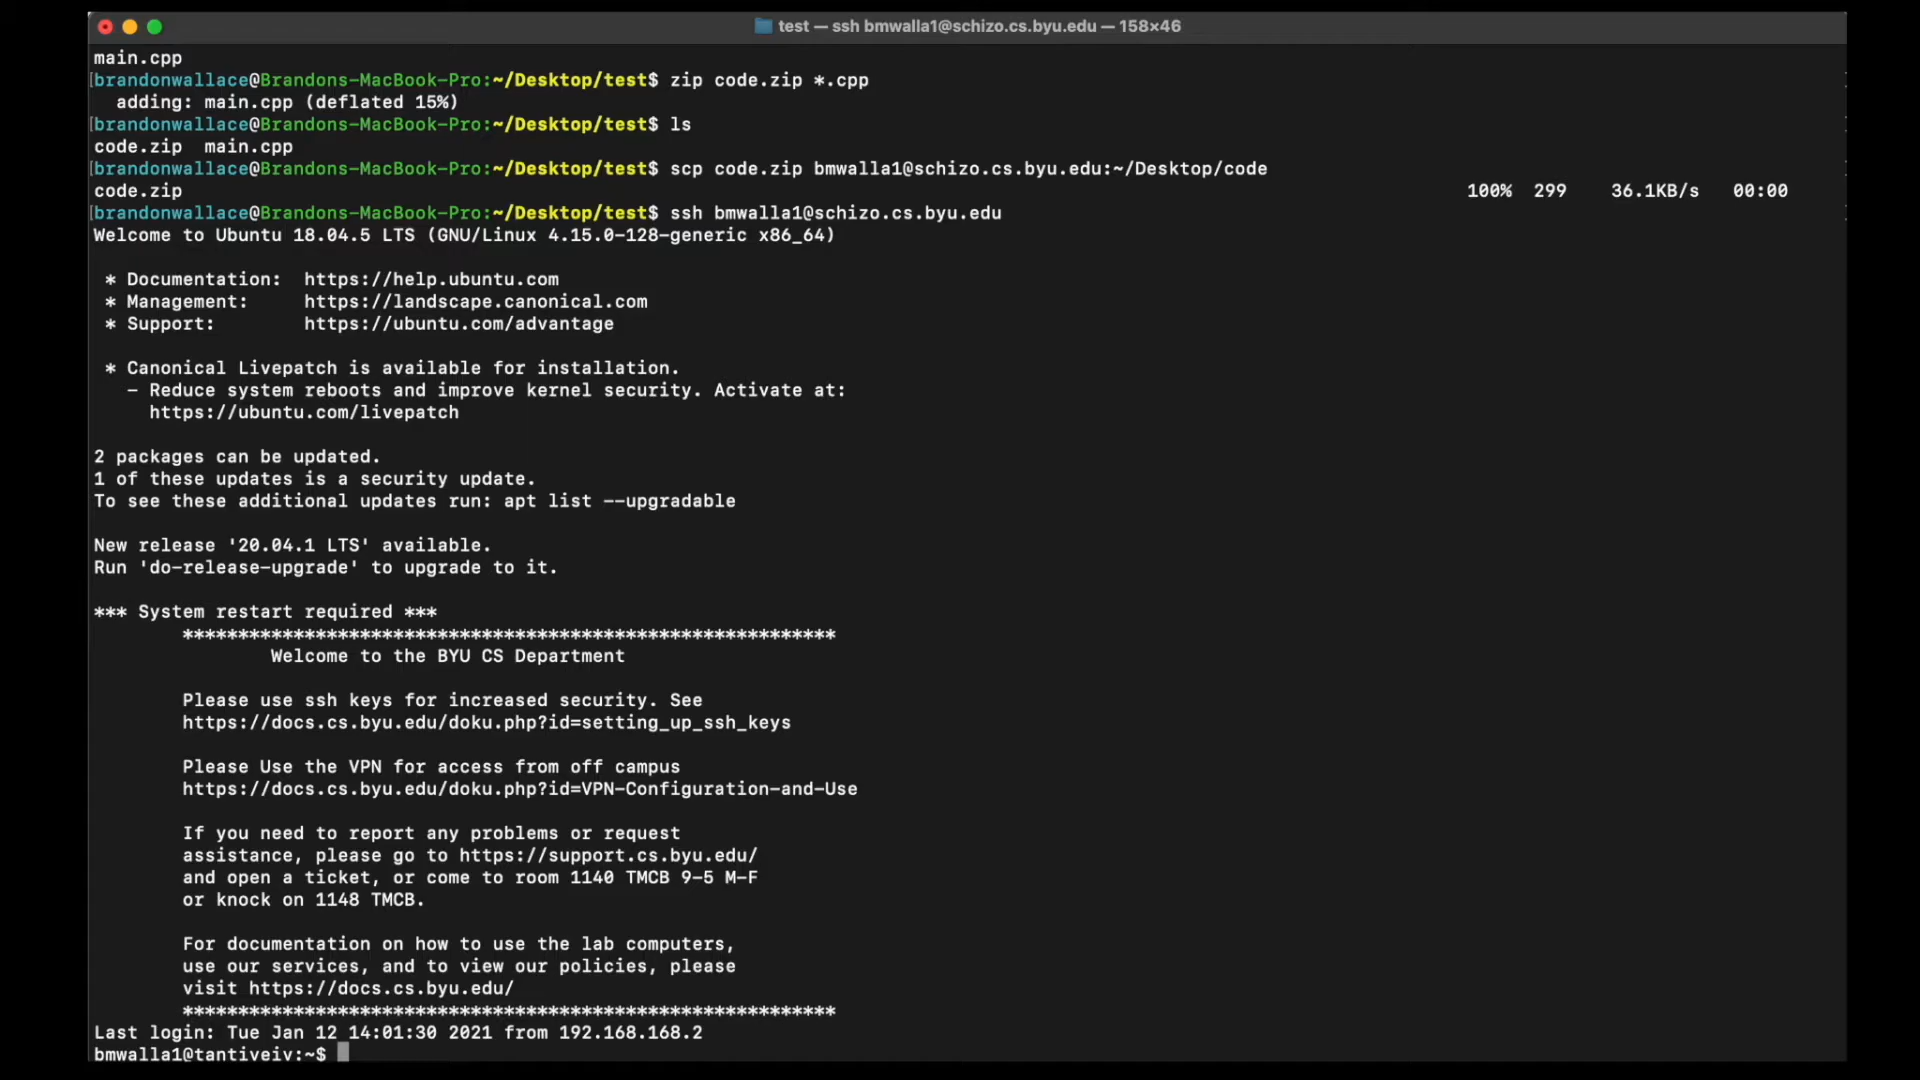 test — ssh bmwalla1@schizo.cs.byu.edu — 158×46
main.cpp
[brandonwallace@Brandons-MacBook-Pro:~/Desktop/test$ zip code.zip *.cpp
  adding: main.cpp (deflated 15%)
[brandonwallace@Brandons-MacBook-Pro:~/Desktop/test$ ls
code.zip  main.cpp
[brandonwallace@Brandons-MacBook-Pro:~/Desktop/test$ scp code.zip bmwalla1@schizo.cs.byu.edu:~/Desktop/code
code.zip                                                                                                                    100%  299    36.1KB/s   00:00
[brandonwallace@Brandons-MacBook-Pro:~/Desktop/test$ ssh bmwalla1@schizo.cs.byu.edu
Welcome to Ubuntu 18.04.5 LTS (GNU/Linux 4.15.0-128-generic x86_64)
 * Documentation:  https://help.ubuntu.com
 * Management:     https://landscape.canonical.com
 * Support:        https://ubuntu.com/advantage
 * Canonical Livepatch is available for installation.
   - Reduce system reboots and improve kernel security. Activate at:
     https://ubuntu.com/livepatch
2 packages can be updated.
1 of these updates is a security update.
To see these additional updates run: apt list --upgradable
New release '20.04.1 LTS' available.
Run 'do-release-upgrade' to upgrade to it.
*** System restart required ***
        ***********************************************************
                Welcome to the BYU CS Department
        Please use ssh keys for increased security. See
        https://docs.cs.byu.edu/doku.php?id=setting_up_ssh_keys
        Please Use the VPN for access from off campus
        https://docs.cs.byu.edu/doku.php?id=VPN-Configuration-and-Use
        If you need to report any problems or request
        assistance, please go to https://support.cs.byu.edu/
        and open a ticket, or come to room 1140 TMCB 9-5 M-F
        or knock on 1148 TMCB.
        For documentation on how to use the lab computers,
        use our services, and to view our policies, please
        visit https://docs.cs.byu.edu/
        ***********************************************************
Last login: Tue Jan 12 14:01:30 2021 from 192.168.168.2
bmwalla1@tantiveiv:~$